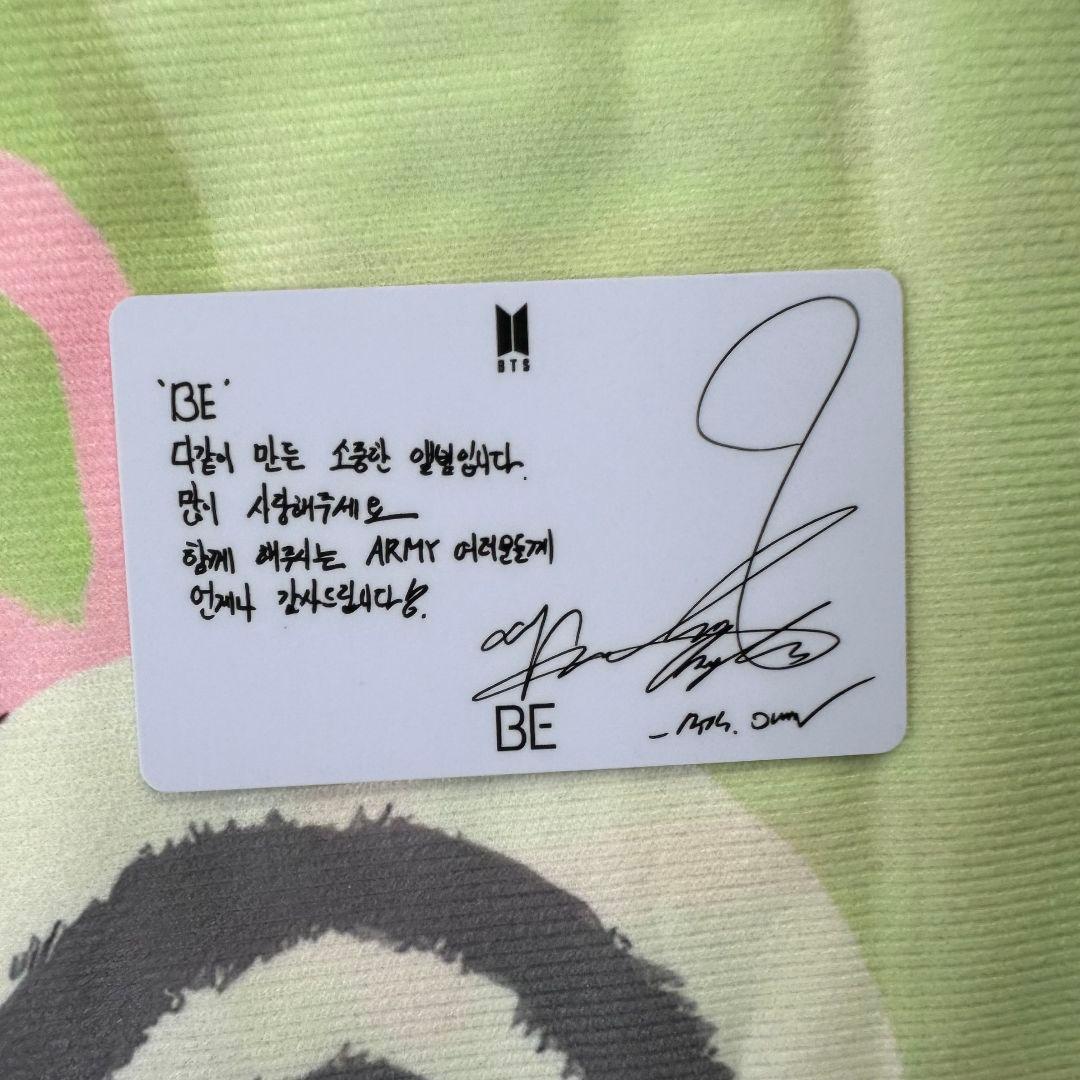 BTS
'BE'
다같이 만든 소중한 앨범입니다.
많이 사랑해주세요
함께 해주시는 ARMY 여러분들께
언제나 감사드립니다
BE